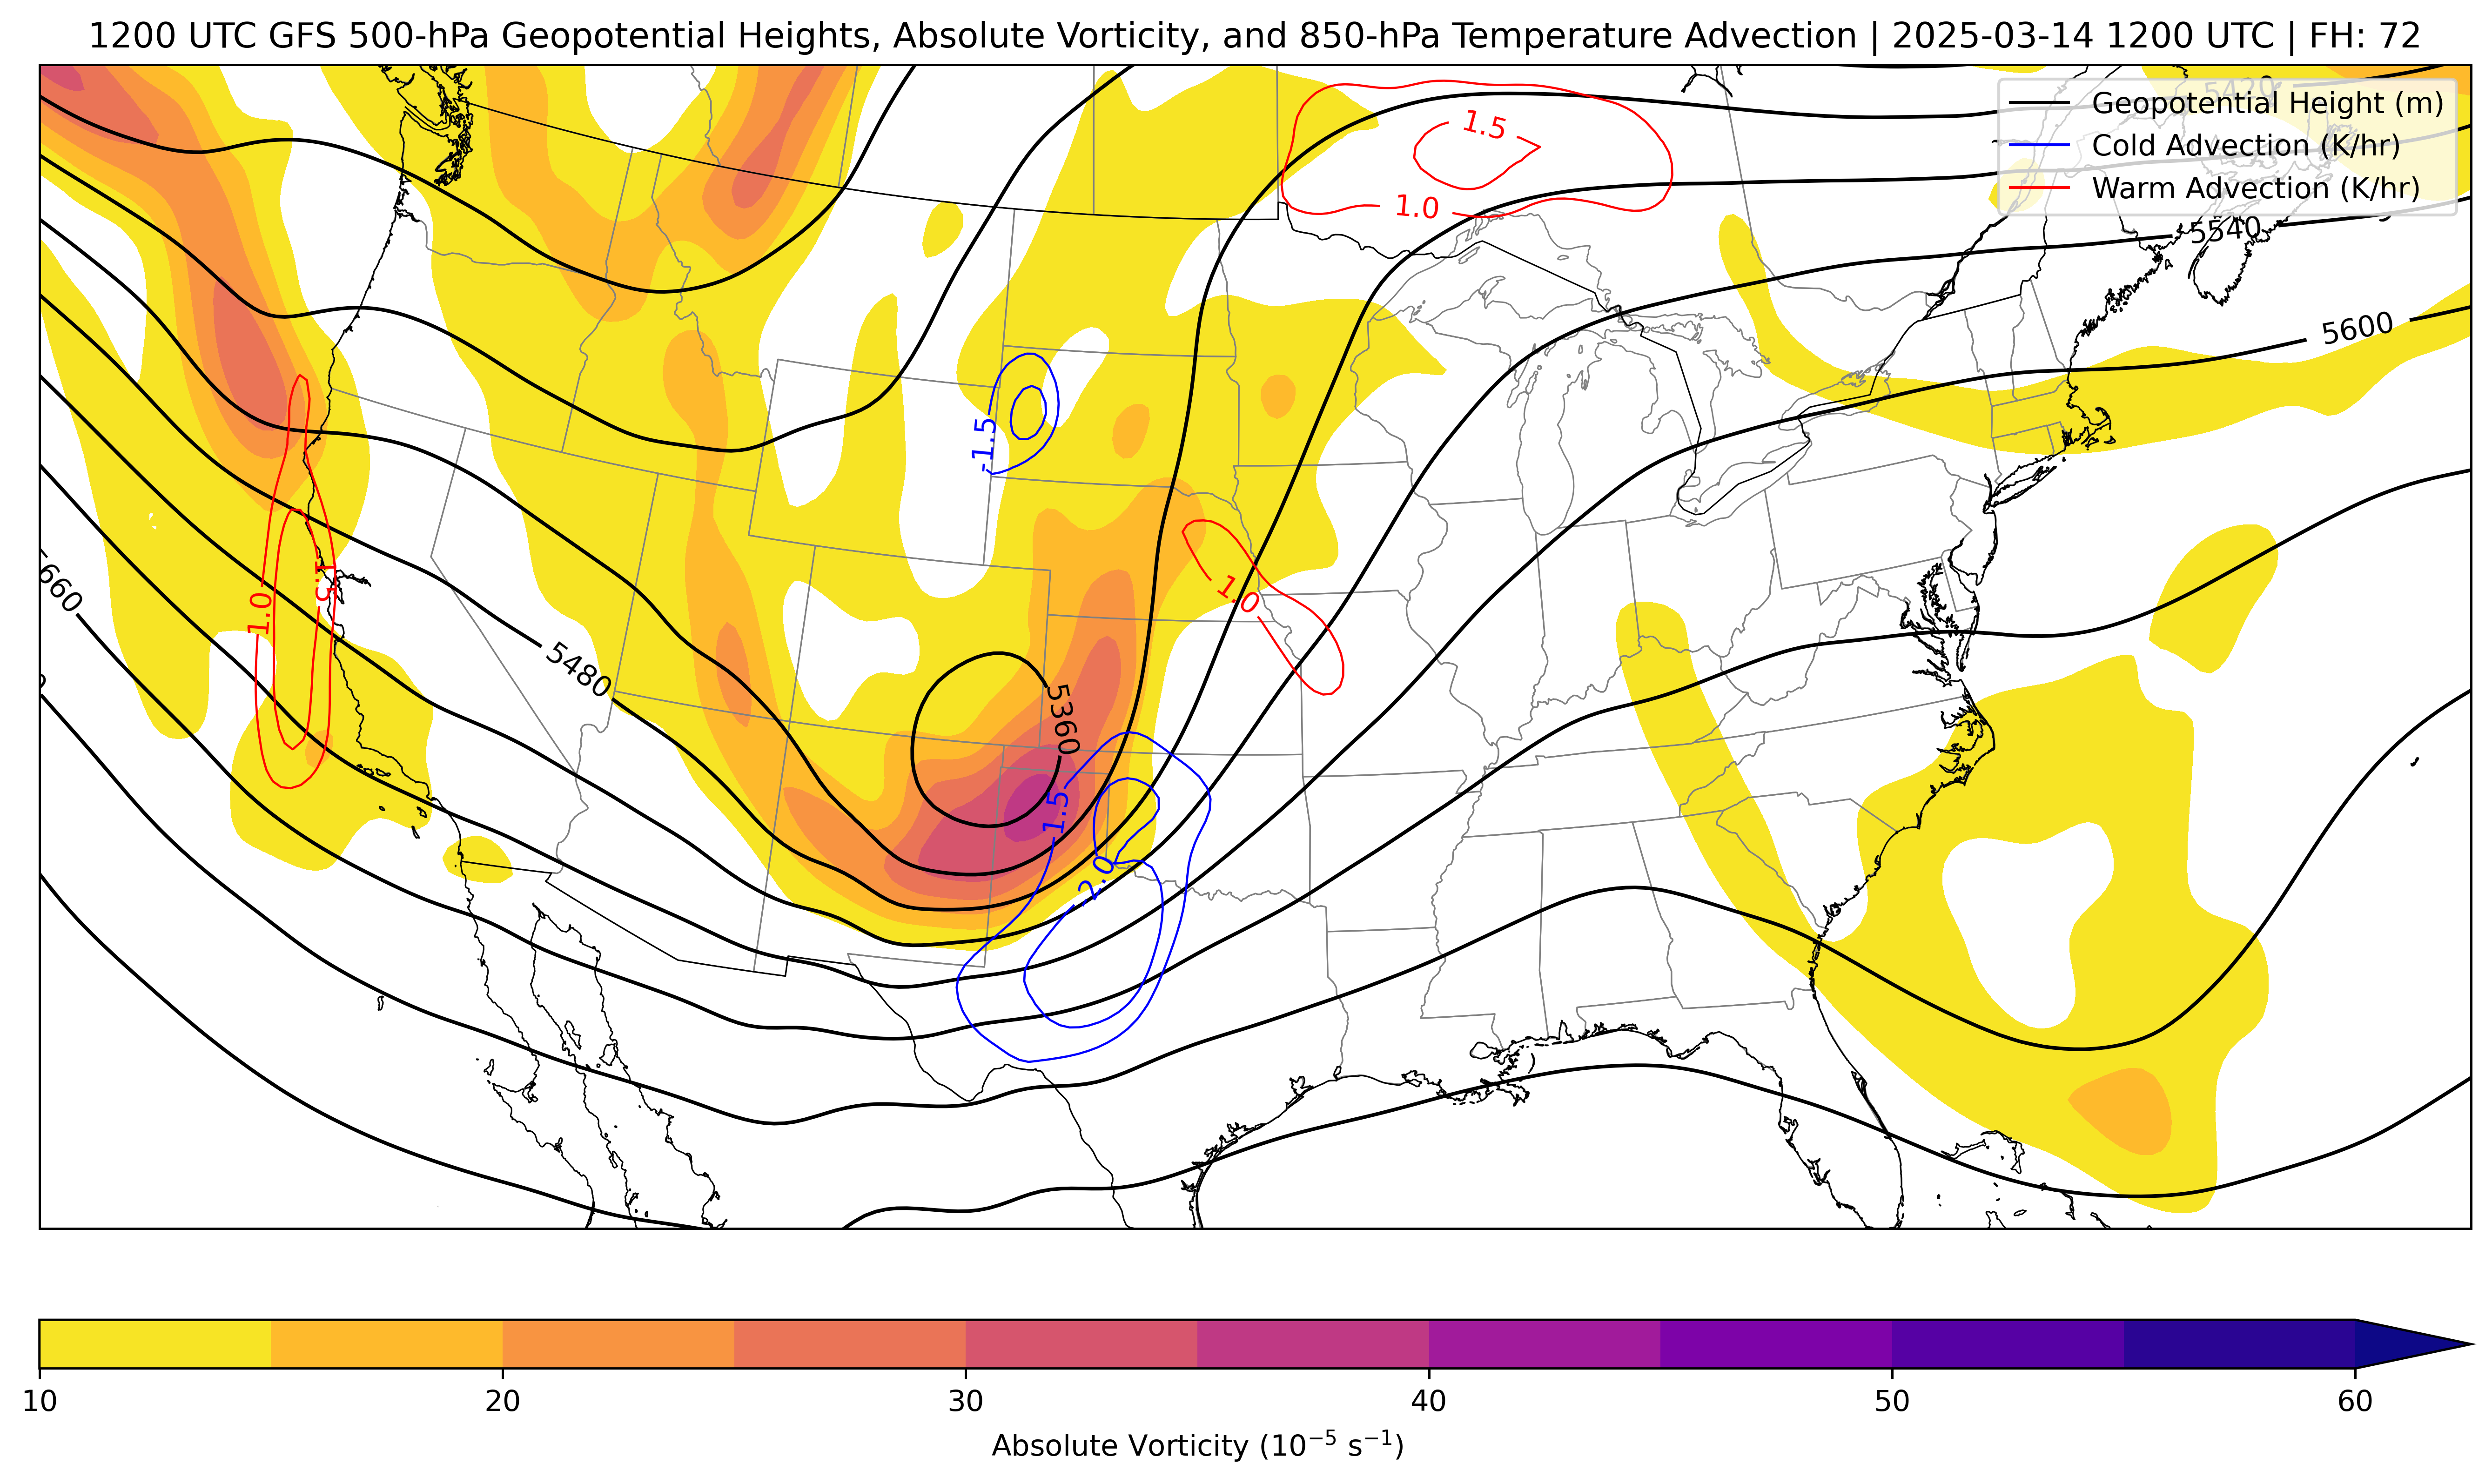 1200 UTC GFS 500-hPa Geopotential Heights, Absolute Vorticity, and 850-hPa Temperature Advection | 2025-03-14 1200 UTC | FH: 72
Geopotential Height (m)
Cold Advection (K/hr)
Warm Advection (K/hr)
5420
1.5
1.0
5540
5600
-1.5
1.0
1.5
1.0
5480
5360
-1.5
-2.0
10 20 30 40 50 60
Absolute Vorticity (10⁻⁵ s⁻¹)